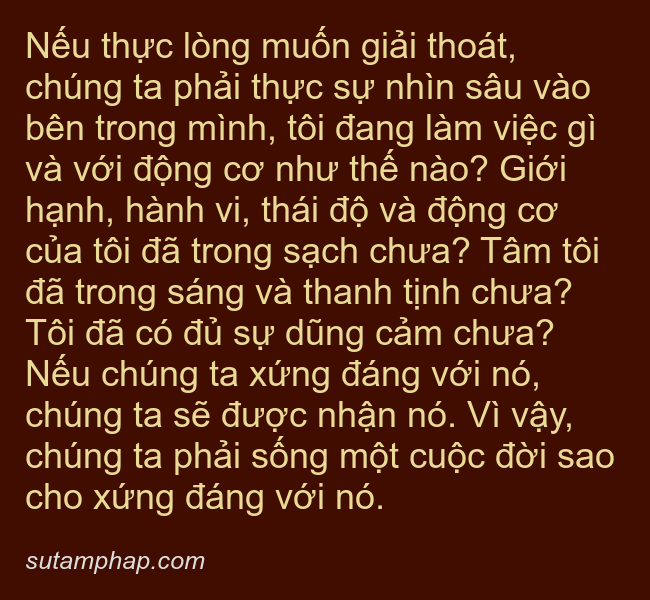 Nếu thực lòng muốn giải thoát,
chúng ta phải thực sự nhìn sâu vào
bên trong mình, tôi đang làm việc gì
và với động cơ như thế nào? Giới
hạnh, hành vi, thái độ và động cơ
của tôi đã trong sạch chưa? Tâm tôi
đã trong sáng và thanh tịnh chưa?
Tôi đã có đủ sự dũng cảm chưa?
Nếu chúng ta xứng đáng với nó,
chúng ta sẽ được nhận nó. Vì vậy,
chúng ta phải sống một cuộc đời sao
cho xứng đáng với nó.
sutamphap.com